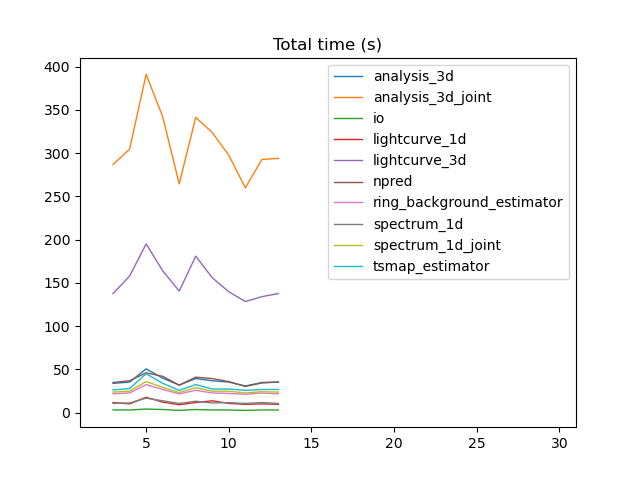 Total time (s)
400
350
300
250
200
150
100
50
0
5 10 15 20 25 30
analysis_3d
analysis_3d_joint
io
lightcurve_1d
lightcurve_3d
npred
ring_background_estimator
spectrum_1d
spectrum_1d_joint
tsmap_estimator